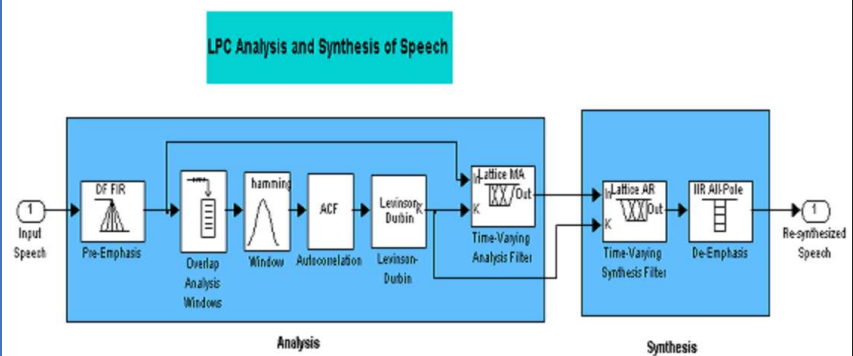 LPC Analysis and Synthesis of Speech
1
Input
Speech
DF FIR
Pre-Emphasis
Overlap
Analysis
Windows
hamming
Window
ACF
Autocorrelation
Levinson
Durbin
K
Levinson-
Durbin
Lattice MA
In
Out
K
Time-Varying
Analysis Filter
Analysis
Lattice AR
In
Out
K
Time-Varying
Synthesis Filter
IIR All-Pole
De-Emphasis
1
Re-synthesized
Speech
Synthesis